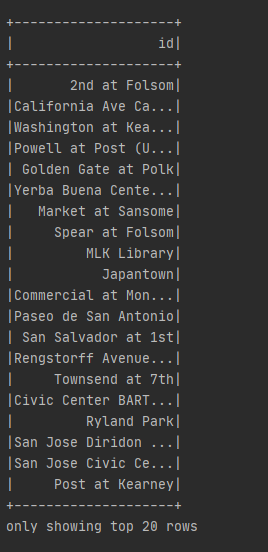 +--------------------+
|                  id|
+--------------------+
|       2nd at Folsom|
|California Ave Ca...|
|Washington at Kea...|
|Powell at Post (U...|
| Golden Gate at Polk|
|Yerba Buena Cente...|
|   Market at Sansome|
|     Spear at Folsom|
|         MLK Library|
|           Japantown|
|Commercial at Mon...|
|Paseo de San Antonio|
| San Salvador at 1st|
|Rengstorff Avenue...|
|     Townsend at 7th|
|Civic Center BART...|
|         Ryland Park|
|San Jose Diridon ...|
|San Jose Civic Ce...|
|     Post at Kearney|
+--------------------+
only showing top 20 rows